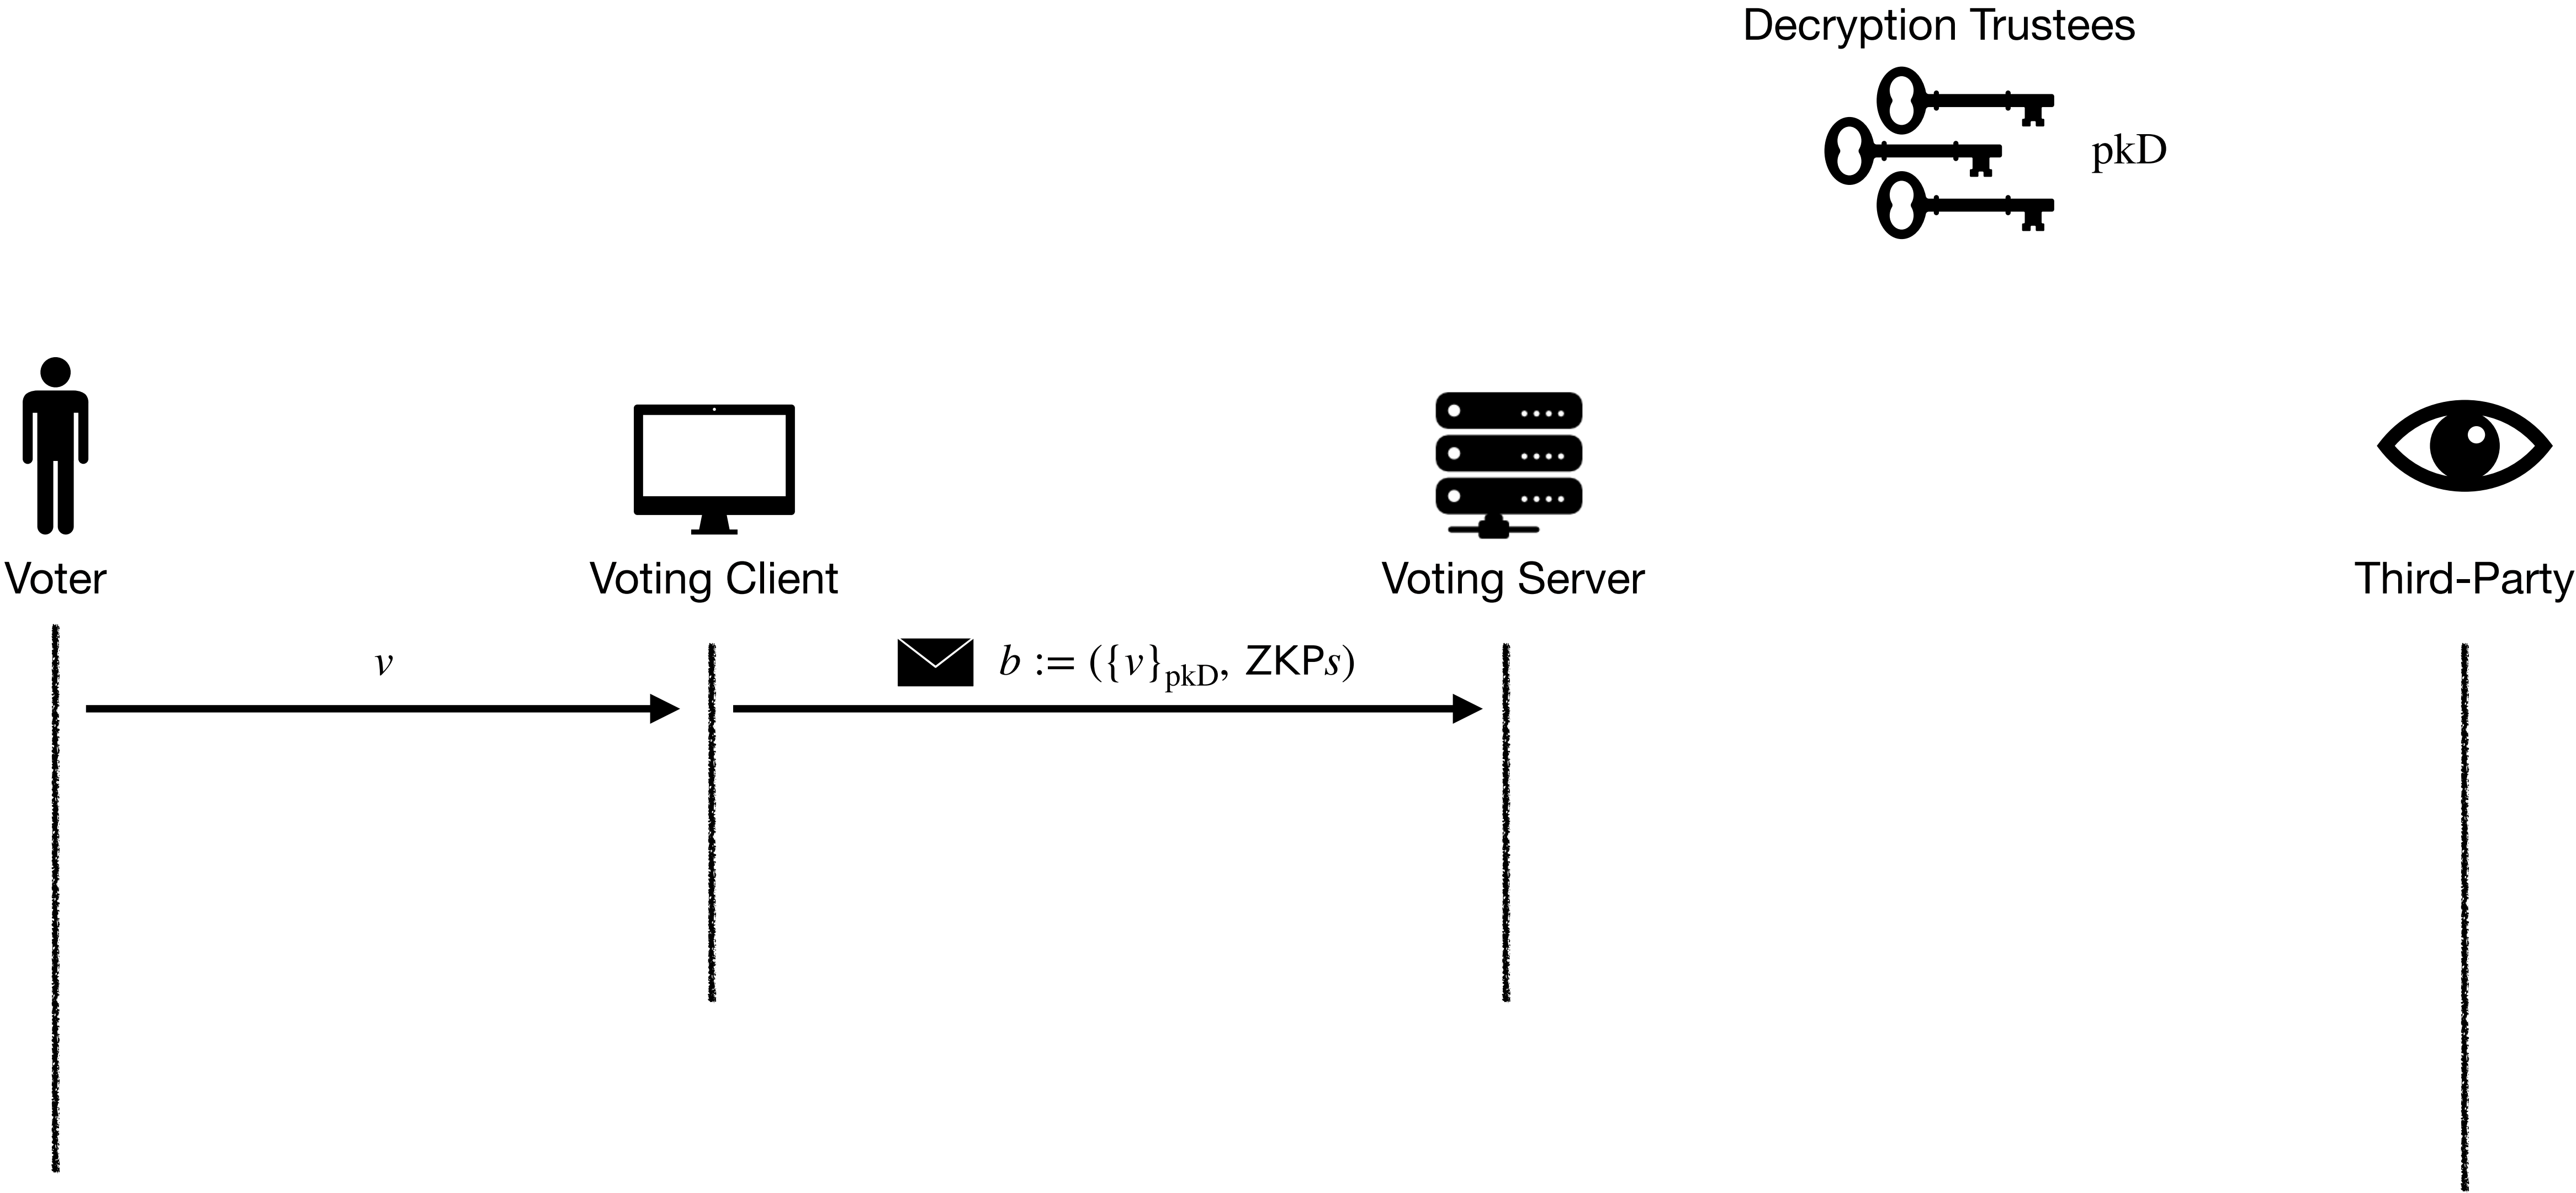 Decryption Trustees
pkD
Voter
Voting Client
Voting Server
Third-Party
v
b := ({v}pkD, ZKPs)